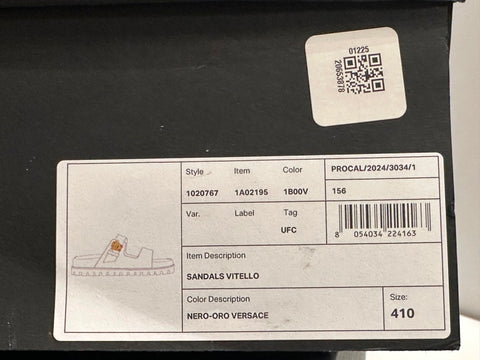 01225
20653878
Style Item Color PROCAL/2024/3034/1
1020767 1A02195 1B00V 156
Var. Label Tag
UFC
8 054034 224163
Item Description
SANDALS VITELLO
Color Description Size:
NERO-ORO VERSACE 410